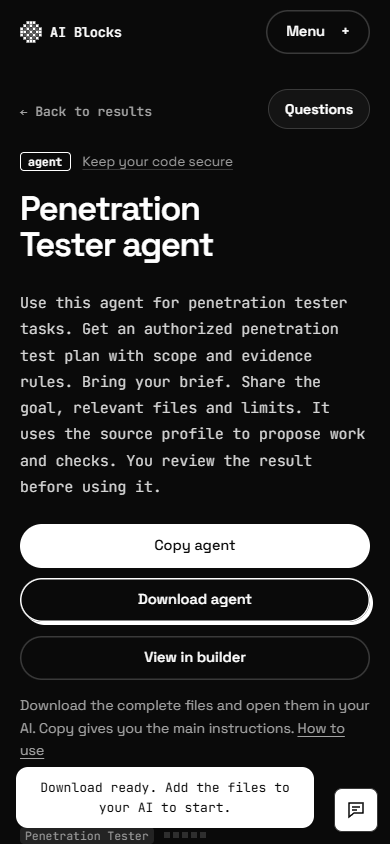 AI Blocks
Menu +
← Back to results
Questions
agent Keep your code secure
Penetration
Tester agent
Use this agent for penetration tester
tasks. Get an authorized penetration
test plan with scope and evidence
rules. Bring your brief. Share the
goal, relevant files and limits. It
uses the source profile to propose work
and checks. You review the result
before using it.
Copy agent
Download agent
View in builder
Download the complete files and open them in your
AI. Copy gives you the main instructions. How to
use
Download ready. Add the files to
your AI to start.
Penetration Tester